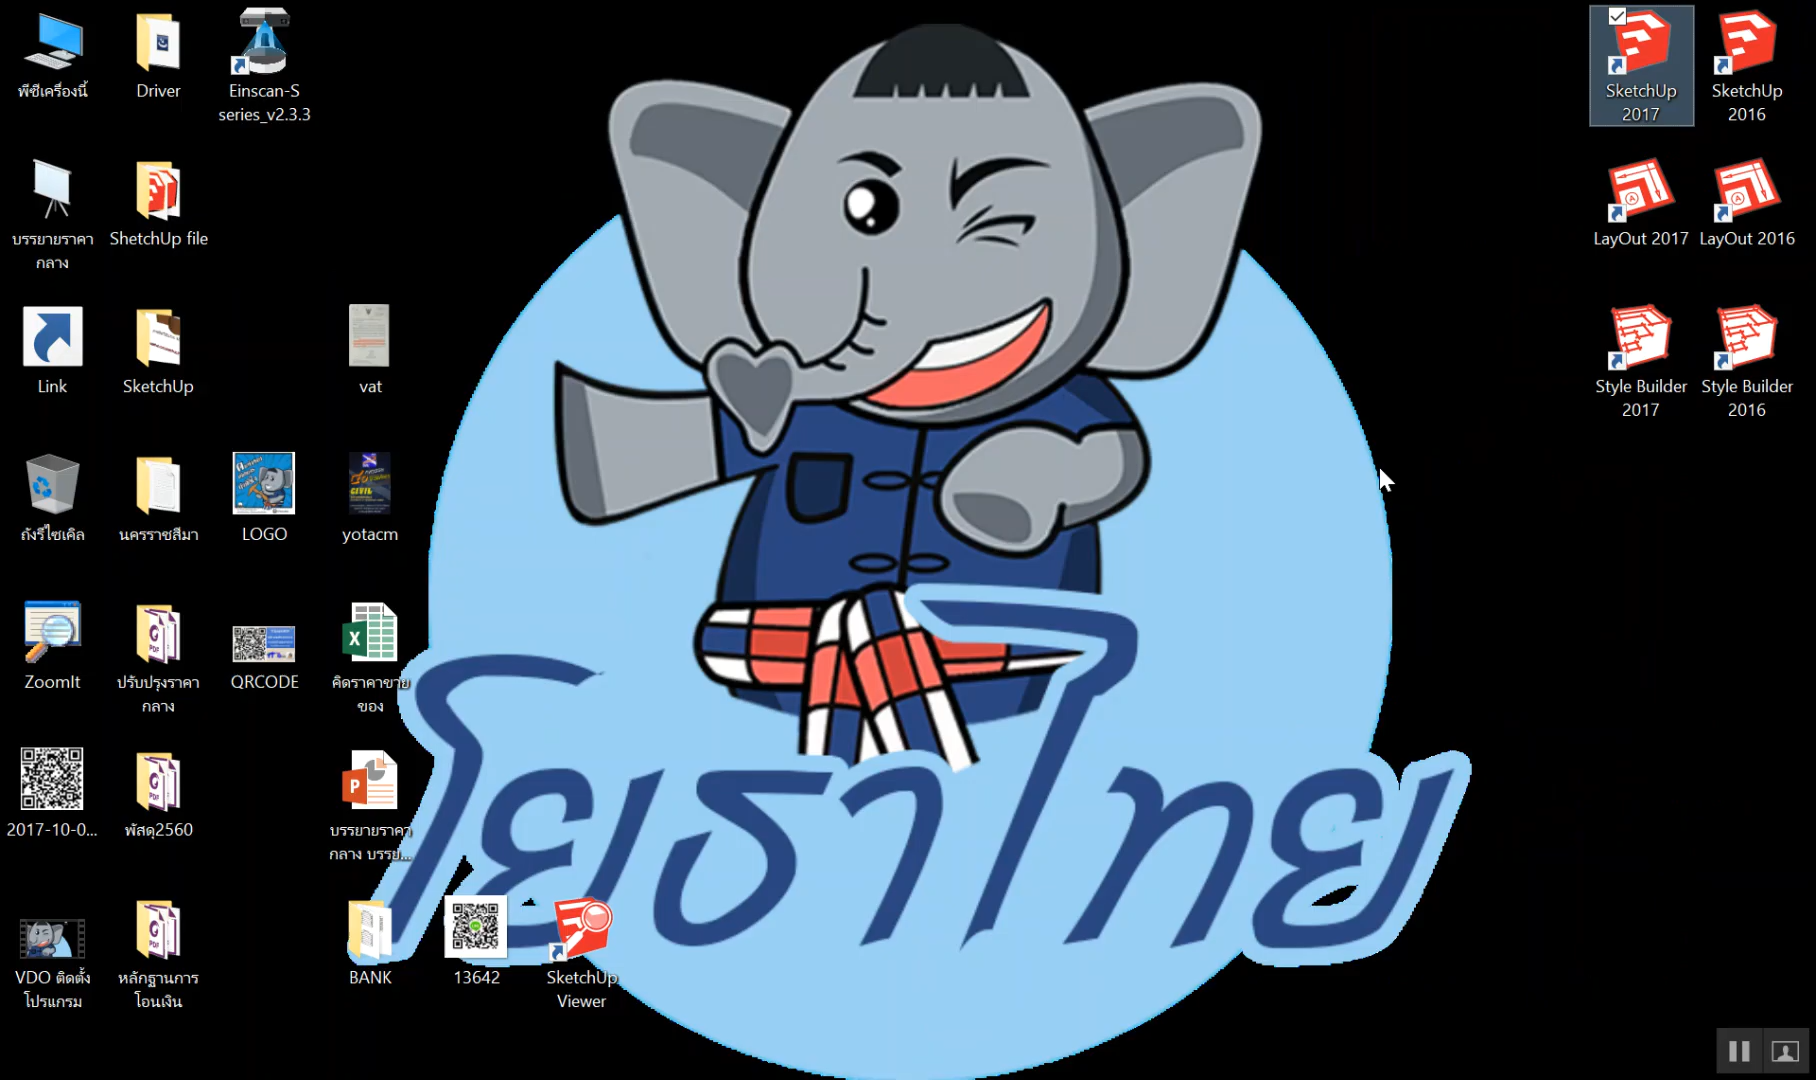 พีซีเครื่องนี้
Driver
Einscan-S
series_v2.3.3
SketchUp
2017
SketchUp
2016
บรรยายราคา
กลาง
ShetchUp file
LayOut 2017
LayOut 2016
Link
SketchUp
vat
Style Builder
2017
Style Builder
2016
ถังรีไซเคิล
นครราชสีมา
LOGO
yotacm
ZoomIt
ปรับปรุงราคา
กลาง
QRCODE
คิดราคาขาย
ของ
2017-10-0...
พัสดุ2560
บรรยายราคา
กลาง บรรย...
โยธาไทย
VDO ติดตั้ง
โปรแกรม
หลักฐานการ
โอนเงิน
BANK
13642
SketchUp
Viewer